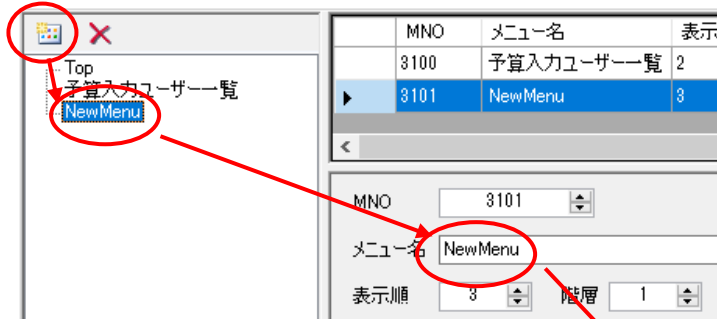 Top
予算入力ユーザー一覧
NewMenu
MNO メニュー名 表示
3100 予算入力ユーザー一覧 2
3101 NewMenu 3
MNO 3101
メニュー名 NewMenu
表示順 3 階層 1